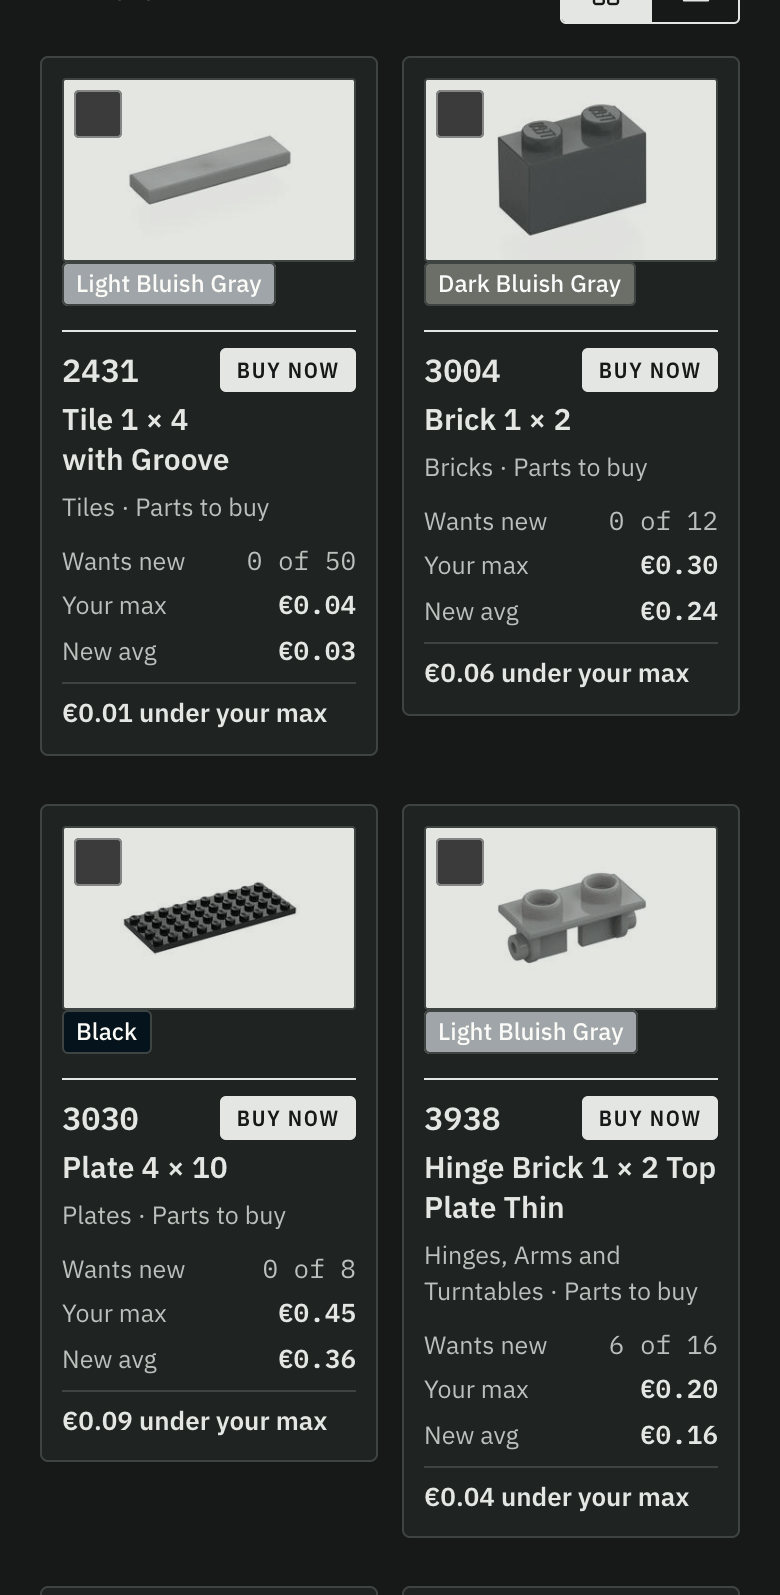 Light Bluish Gray
2431
BUY NOW
Tile 1 × 4
with Groove
Tiles · Parts to buy
Wants new 0 of 50
Your max €0.04
New avg €0.03
€0.01 under your max
Dark Bluish Gray
3004
BUY NOW
Brick 1 × 2
Bricks · Parts to buy
Wants new 0 of 12
Your max €0.30
New avg €0.24
€0.06 under your max
Black
3030
BUY NOW
Plate 4 × 10
Plates · Parts to buy
Wants new 0 of 8
Your max €0.45
New avg €0.36
€0.09 under your max
Light Bluish Gray
3938
BUY NOW
Hinge Brick 1 × 2 Top
Plate Thin
Hinges, Arms and
Turntables · Parts to buy
Wants new 6 of 16
Your max €0.20
New avg €0.16
€0.04 under your max